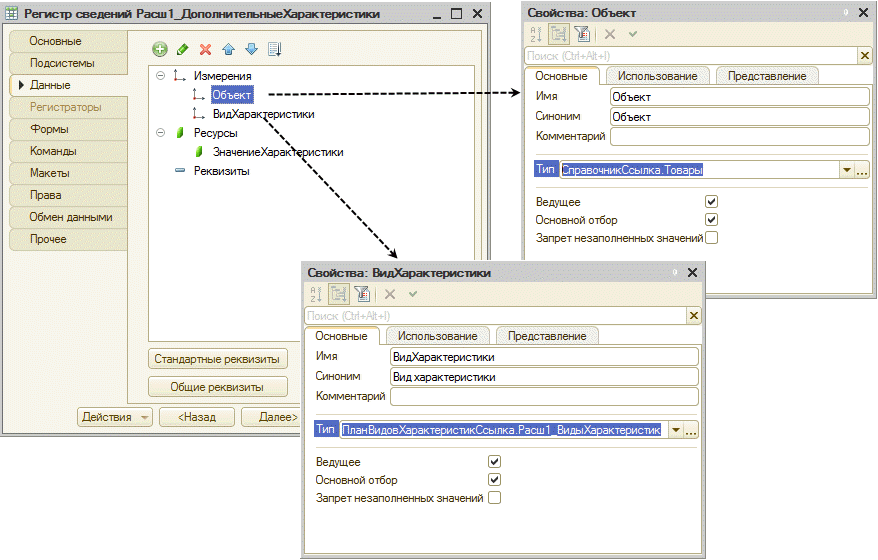 Регистр сведений Расш1_ДополнительныеХарактеристики
Основные
Подсистемы
Данные
Регистраторы
Формы
Команды
Макеты
Права
Обмен данными
Прочее
Измерения
Объект
ВидХарактеристики
Ресурсы
ЗначениеХарактеристики
Реквизиты
Стандартные реквизиты
Общие реквизиты
Действия
<Назад
Далее>
Свойства: Объект
Поиск (Ctrl+Alt+I)
Основные Использование Представление
Имя Объект
Синоним Объект
Комментарий
Тип СправочникСсылка.Товары
Ведущее
Основной отбор
Запрет незаполненных значений
Свойства: ВидХарактеристики
Поиск (Ctrl+Alt+I)
Основные Использование Представление
Имя ВидХарактеристики
Синоним Вид характеристики
Комментарий
Тип ПланВидовХарактеристикСсылка.Расш1_ВидыХарактеристик
Ведущее
Основной отбор
Запрет незаполненных значений